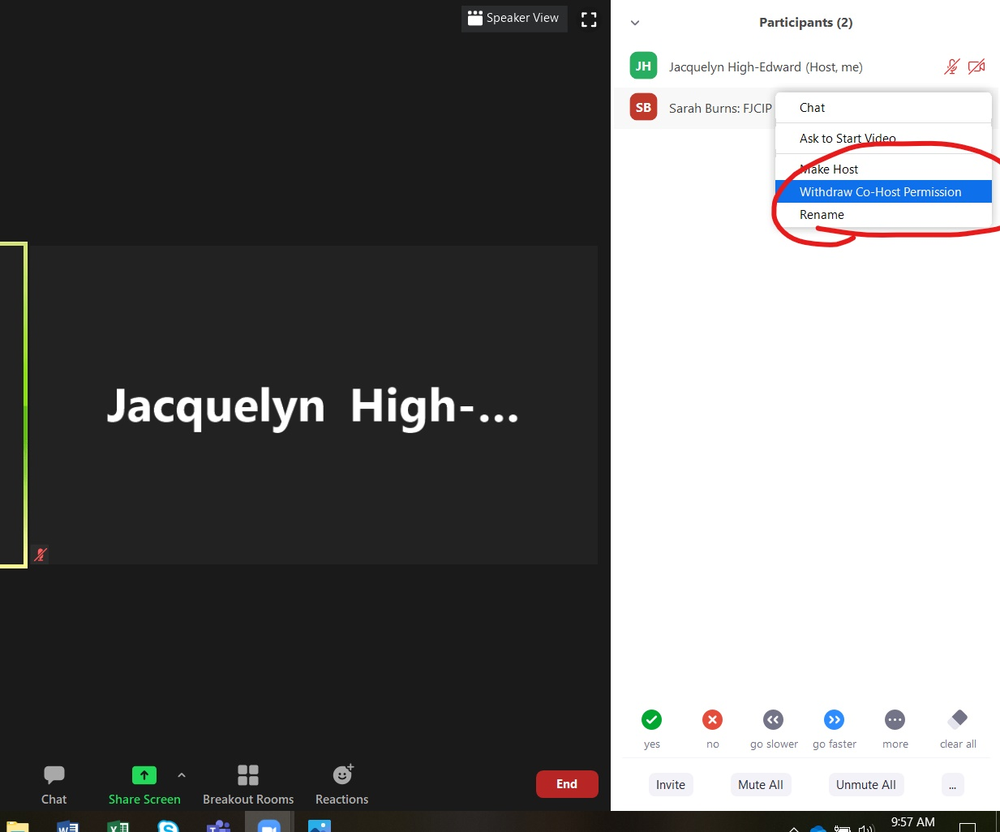 Speaker View
Participants (2)
JH Jacquelyn High-Edward (Host, me)
SB Sarah Burns: FJCIP
Chat
Ask to Start Video
Make Host
Withdraw Co-Host Permission
Rename
Jacquelyn High-...
yes no go slower go faster more clear all
Invite Mute All Unmute All ...
Chat Share Screen Breakout Rooms Reactions End
9:57 AM